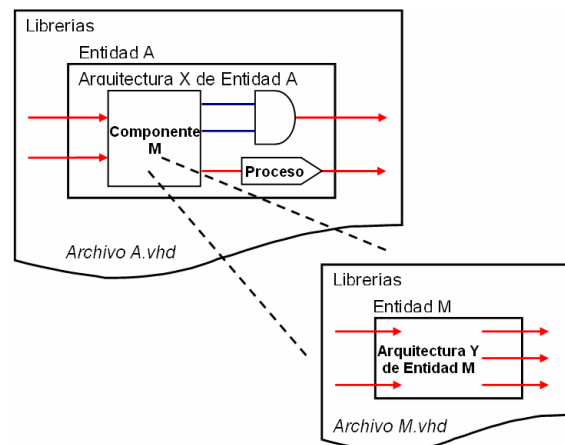 Librerías
Entidad A
Arquitectura X de Entidad A
Componente
M
Proceso
Archivo A.vhd
Librerías
Entidad M
Arquitectura Y
de Entidad M
Archivo M.vhd